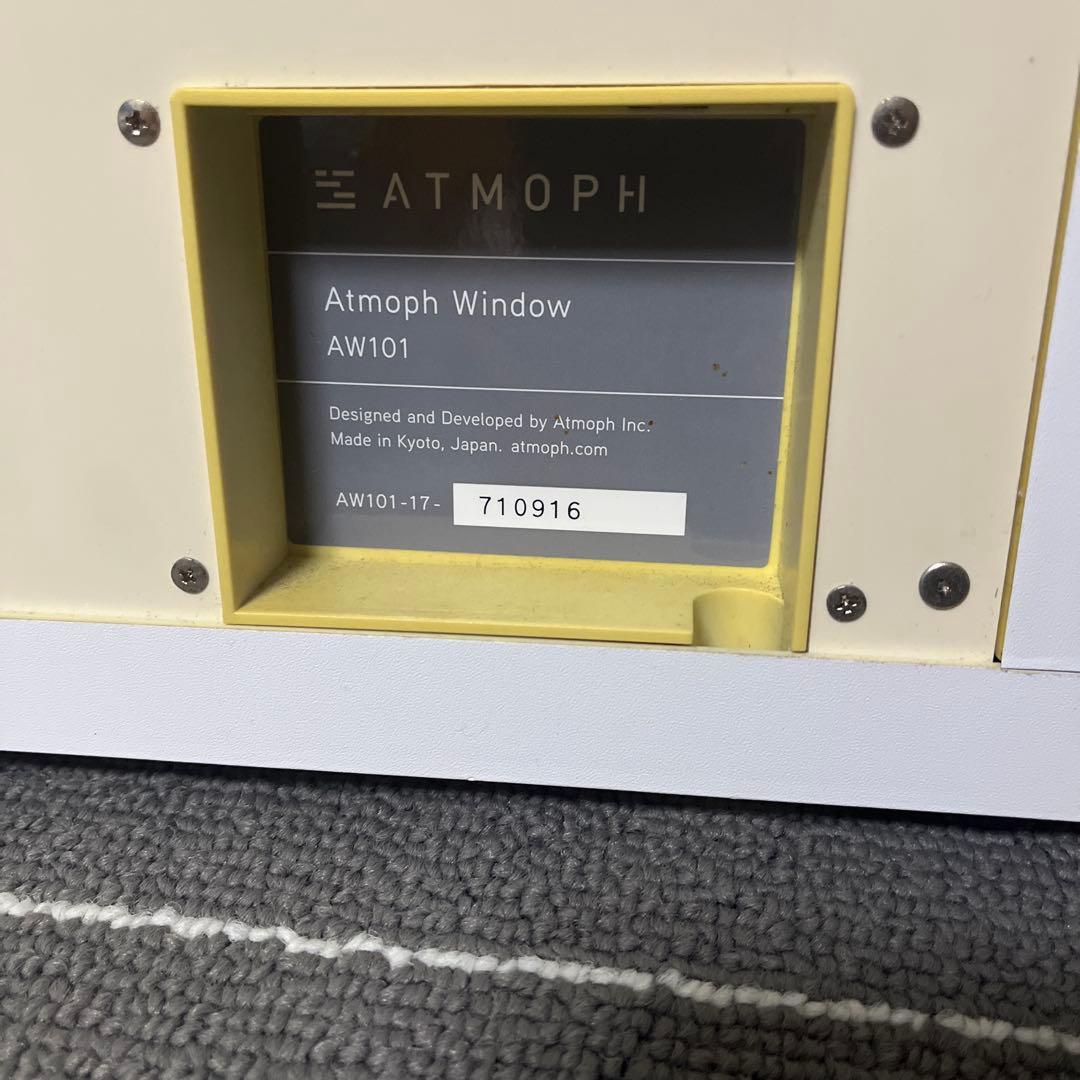 ATMOPH
Atmoph Window
AW101
Designed and Developed by Atmoph Inc.
Made in Kyoto, Japan. atmoph.com
AW101-17- 710916